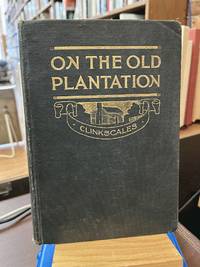 ON THE OLD
PLANTATION
CLINKSCALES